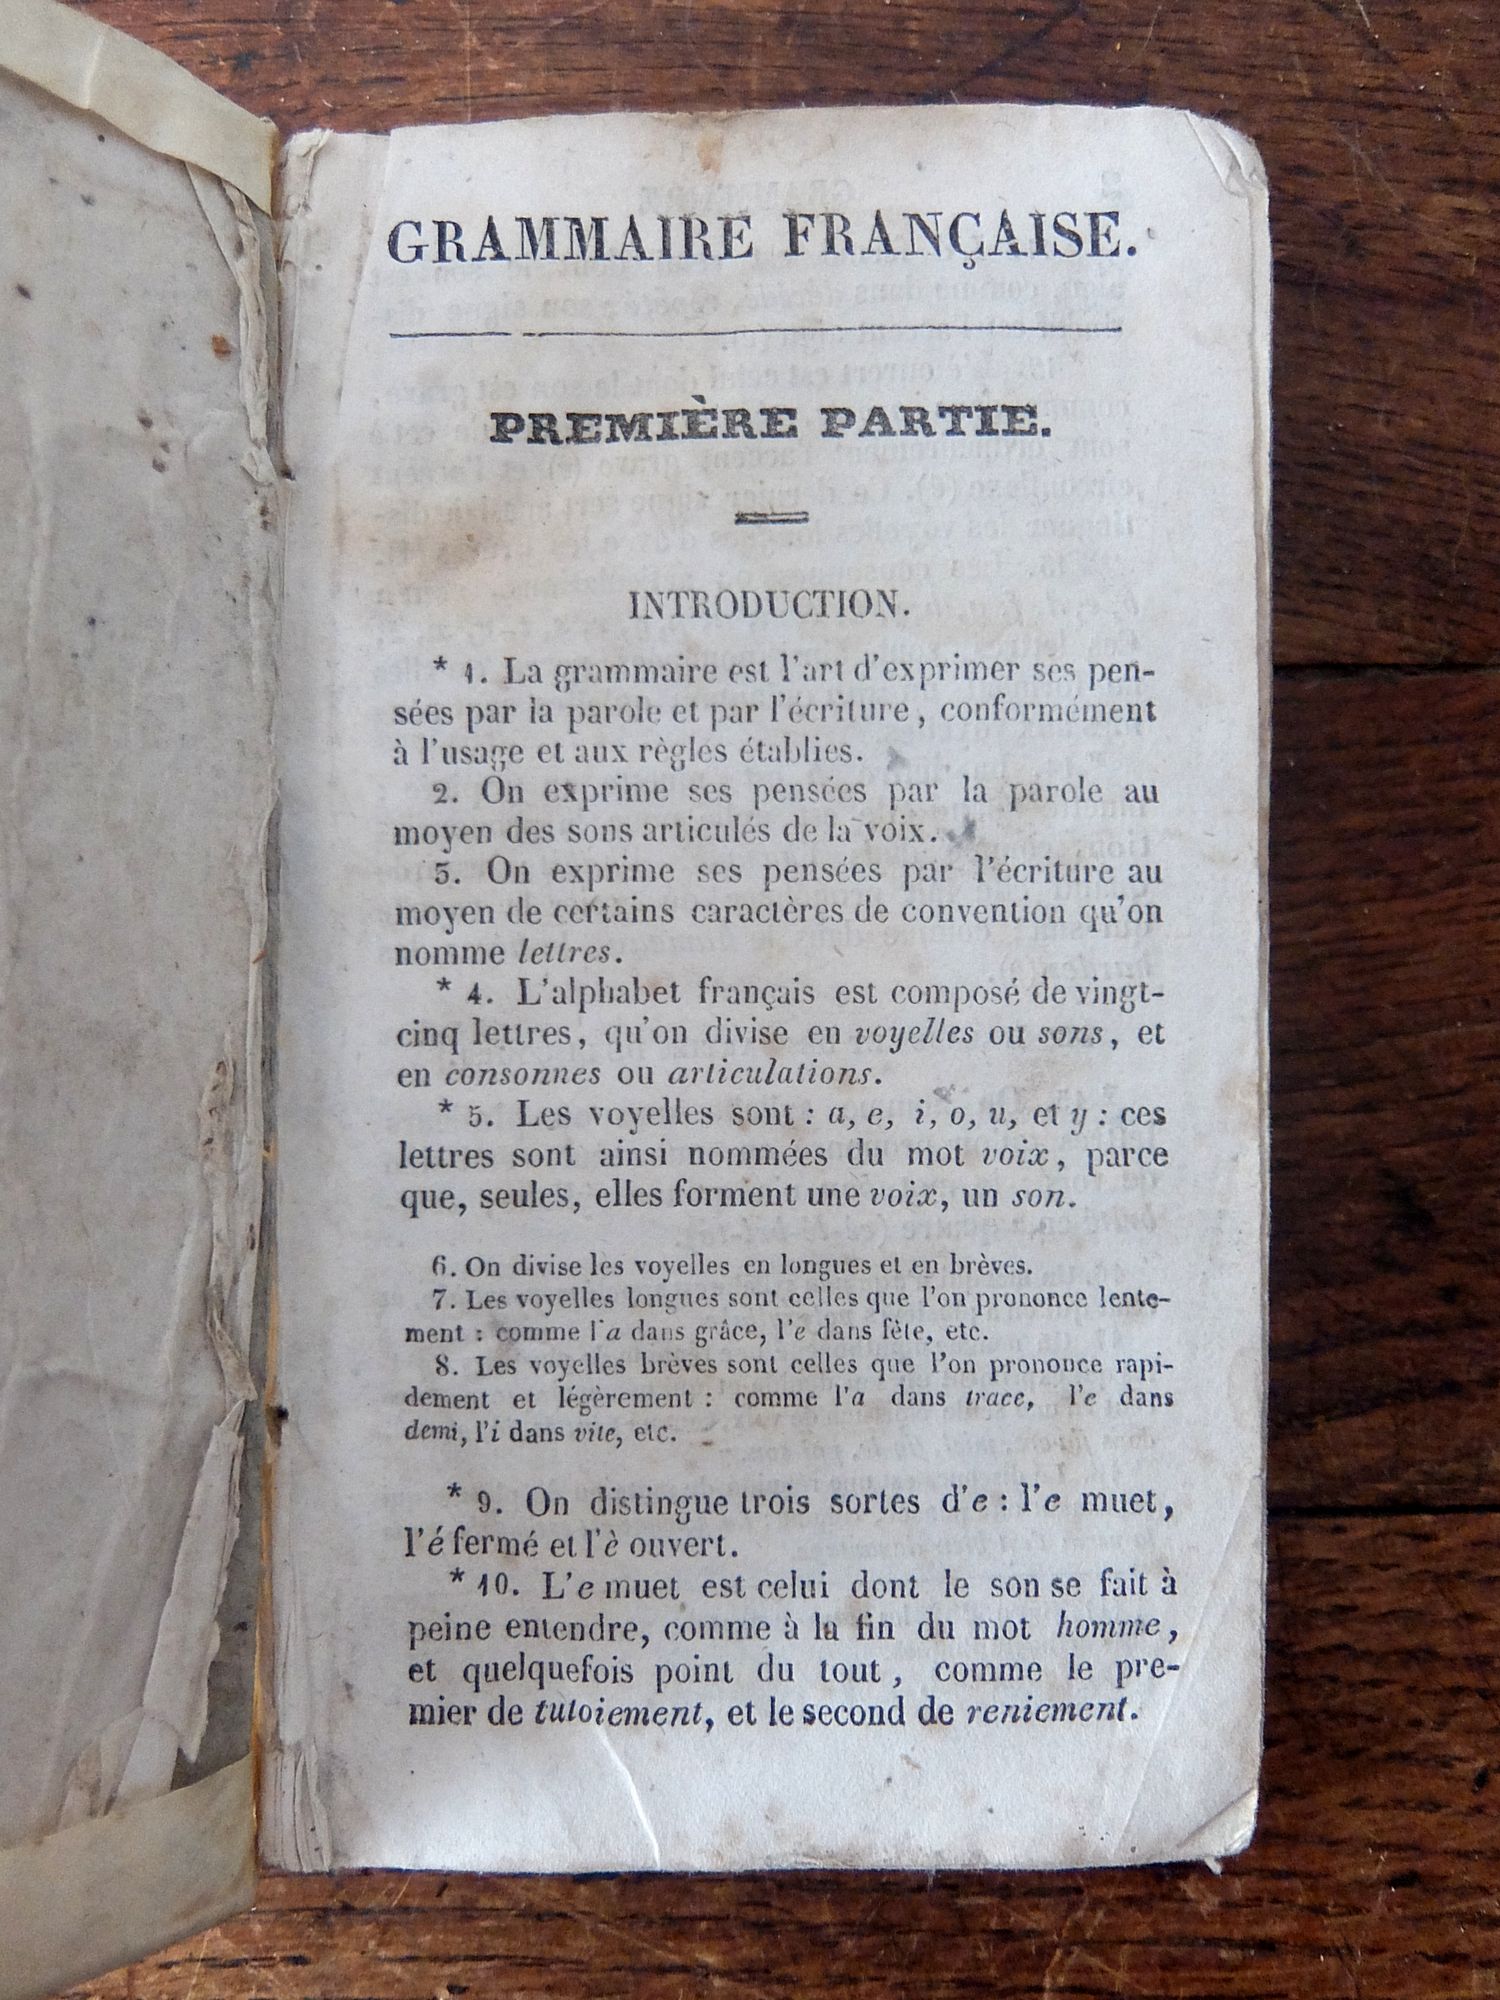 GRAMMAIRE FRANÇAISE.
PREMIÈRE PARTIE.
INTRODUCTION.
* 1. La grammaire est l'art d'exprimer ses pen-
sées par la parole et par l'écriture, conformément
à l'usage et aux règles établies.
2. On exprime ses pensées par la parole au
moyen des sons articulés de la voix.
3. On exprime ses pensées par l'écriture au
moyen de certains caractères de convention qu'on
nomme lettres.
* 4. L'alphabet français est composé de vingt-
cinq lettres, qu'on divise en voyelles ou sons, et
en consonnes ou articulations.
* 5. Les voyelles sont : a, e, i, o, u, et y : ces
lettres sont ainsi nommées du mot voix, parce
que, seules, elles forment une voix, un son.
6. On divise les voyelles en longues et en brèves.
7. Les voyelles longues sont celles que l'on prononce lente-
ment : comme l'a dans grâce, l'e dans fête, etc.
8. Les voyelles brèves sont celles que l'on prononce rapi-
dement et légèrement : comme l'a dans trace, l'e dans
demi, l'i dans vite, etc.
* 9. On distingue trois sortes d'e : l'e muet,
l'é fermé et l'è ouvert.
* 10. L'e muet est celui dont le son se fait à
peine entendre, comme à la fin du mot homme,
et quelquefois point du tout, comme le pre-
mier de tutoiement, et le second de reniement.